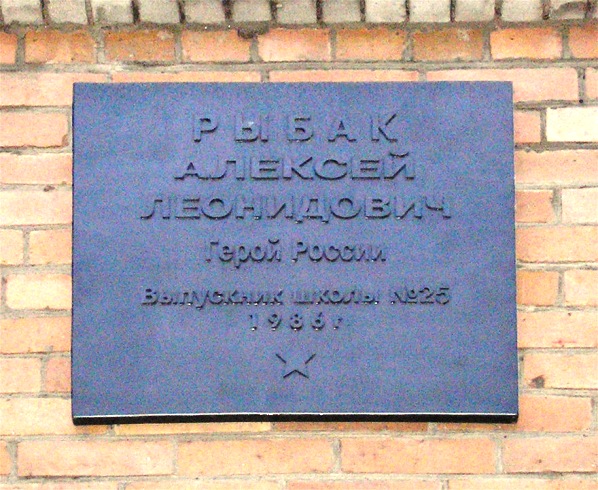 РЫБАК
АЛЕКСЕЙ
ЛЕОНИДОВИЧ
Герой России
Выпускник школы №25
1986г